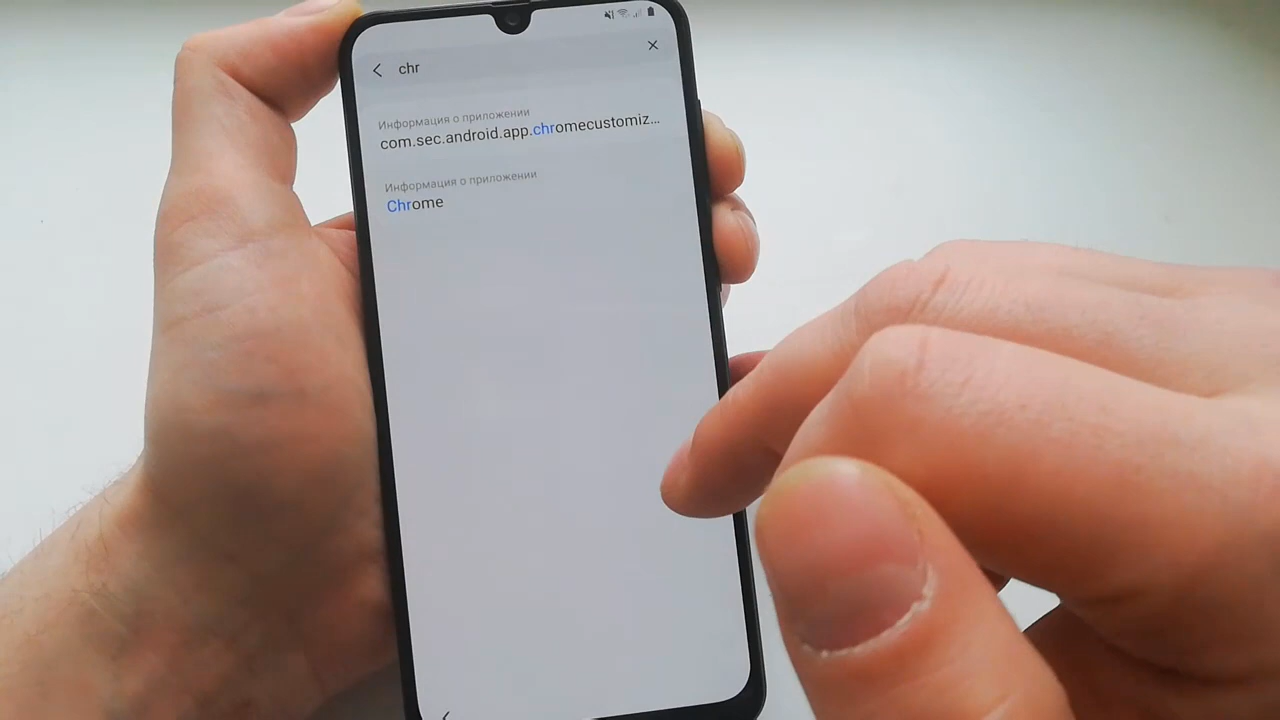 chr
Информация о приложении
com.sec.android.app.chromecustomiz...
Информация о приложении
Chrome